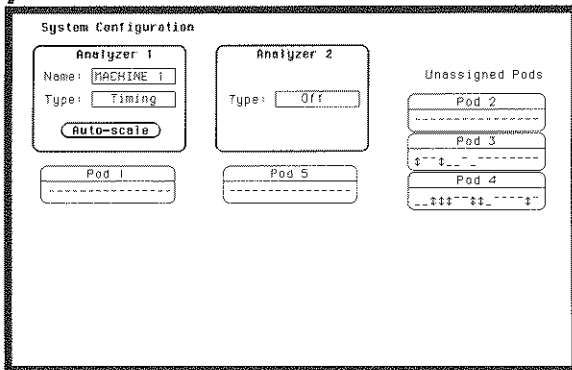 System Configuration
Analyzer 1
Name: MACHINE 1
Type: Timing
Auto-scale
Analyzer 2
Type: Off
Unassigned Pods
Pod 2
Pod 3
Pod 4
Pod 1
Pod 5